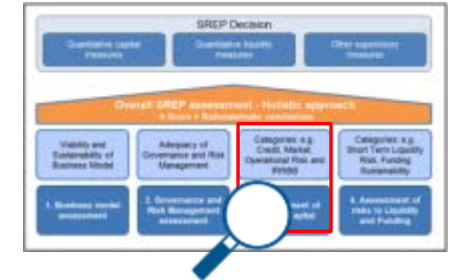 SREP Decision
Quantitative capital
measures
Quantitative liquidity
measures
Other supervisory
measures
Overall SREP assessment - Holistic approach
Viability and
Sustainability of
Business Model
Adequacy of
Governance and Risk
Management
Categories: e.g.
Credit, Market,
Operational Risk and
IRRBB
Categories: e.g.
Short Term Liquidity
Risk, Funding
Sustainability
1. Business model
assessment
2. Governance and
Risk Management
assessment
4. Assessment of
risks to Liquidity
and Funding